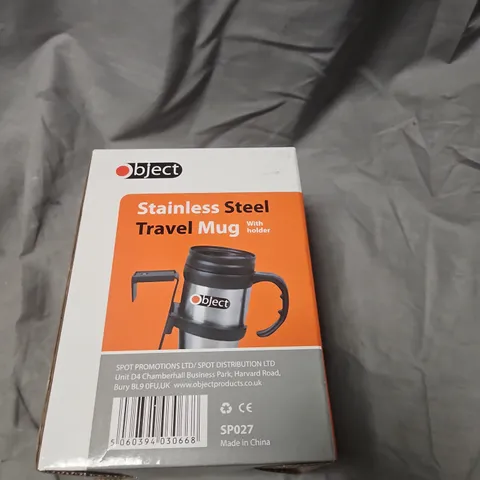 Object
Stainless Steel
Travel Mug With
holder
Object
SPOT PROMOTIONS LTD/ SPOT DISTRIBUTION LTD
Unit D4 Chamberhall Business Park, Harvard Road,
Bury BL9 0FU,UK www.objectproducts.co.uk
CE
5 060394 030668
SP027
Made in China